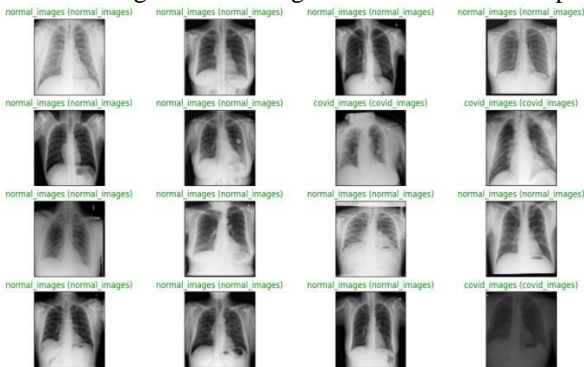 normal_images (normal_images) normal_images (normal_images) normal_images (normal_images) normal_images (normal_images)
normal_images (normal_images) normal_images (normal_images) covid_images (covid_images) covid_images (covid_images)
normal_images (normal_images) normal_images (normal_images) normal_images (normal_images) normal_images (normal_images)
normal_images (normal_images) normal_images (normal_images) normal_images (normal_images) covid_images (covid_images)